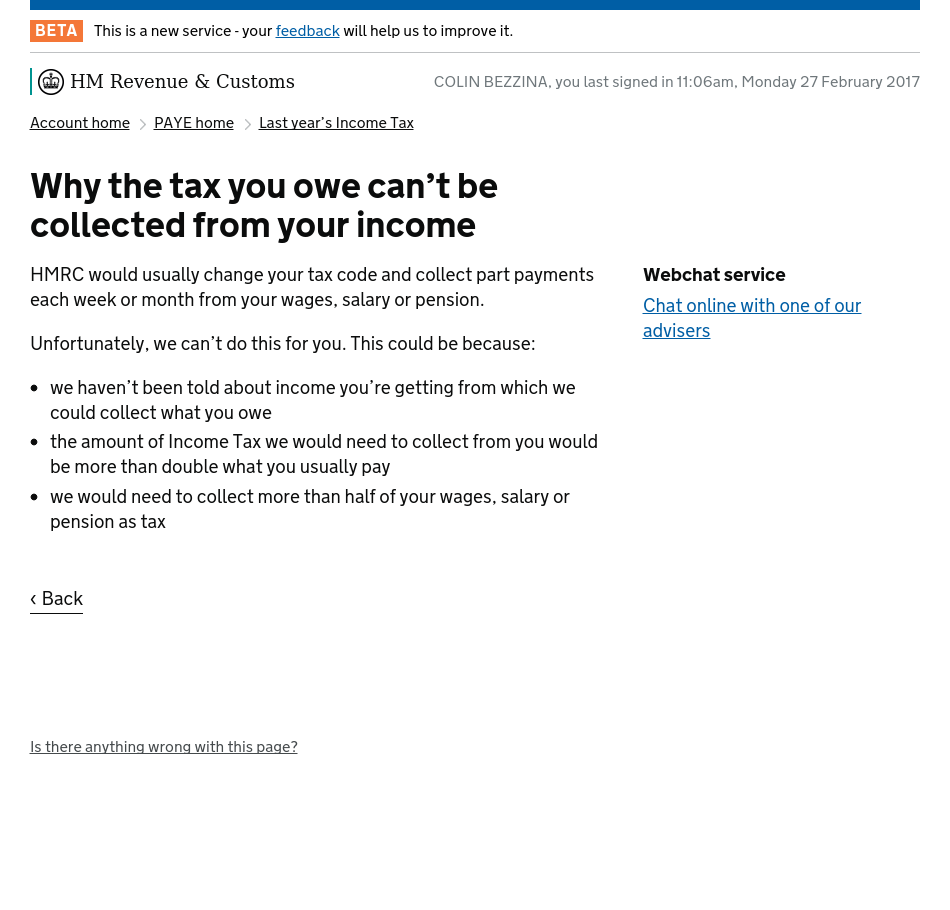 BETA This is a new service - your feedback will help us to improve it.
HM Revenue & Customs COLIN BEZZINA, you last signed in 11:06am, Monday 27 February 2017
Account home PAYE home Last year’s Income Tax
Why the tax you owe can’t be
collected from your income
HMRC would usually change your tax code and collect part payments
each week or month from your wages, salary or pension.
Unfortunately, we can’t do this for you. This could be because:
• we haven’t been told about income you’re getting from which we
could collect what you owe
• the amount of Income Tax we would need to collect from you would
be more than double what you usually pay
• we would need to collect more than half of your wages, salary or
pension as tax
Webchat service
Chat online with one of our
advisers
‹ Back
Is there anything wrong with this page?